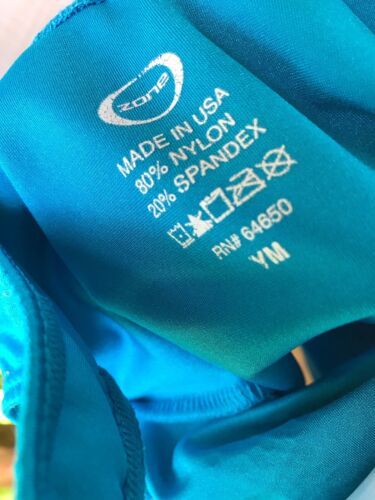 zone
MADE IN USA
80% NYLON
20% SPANDEX
RN# 64650
YM